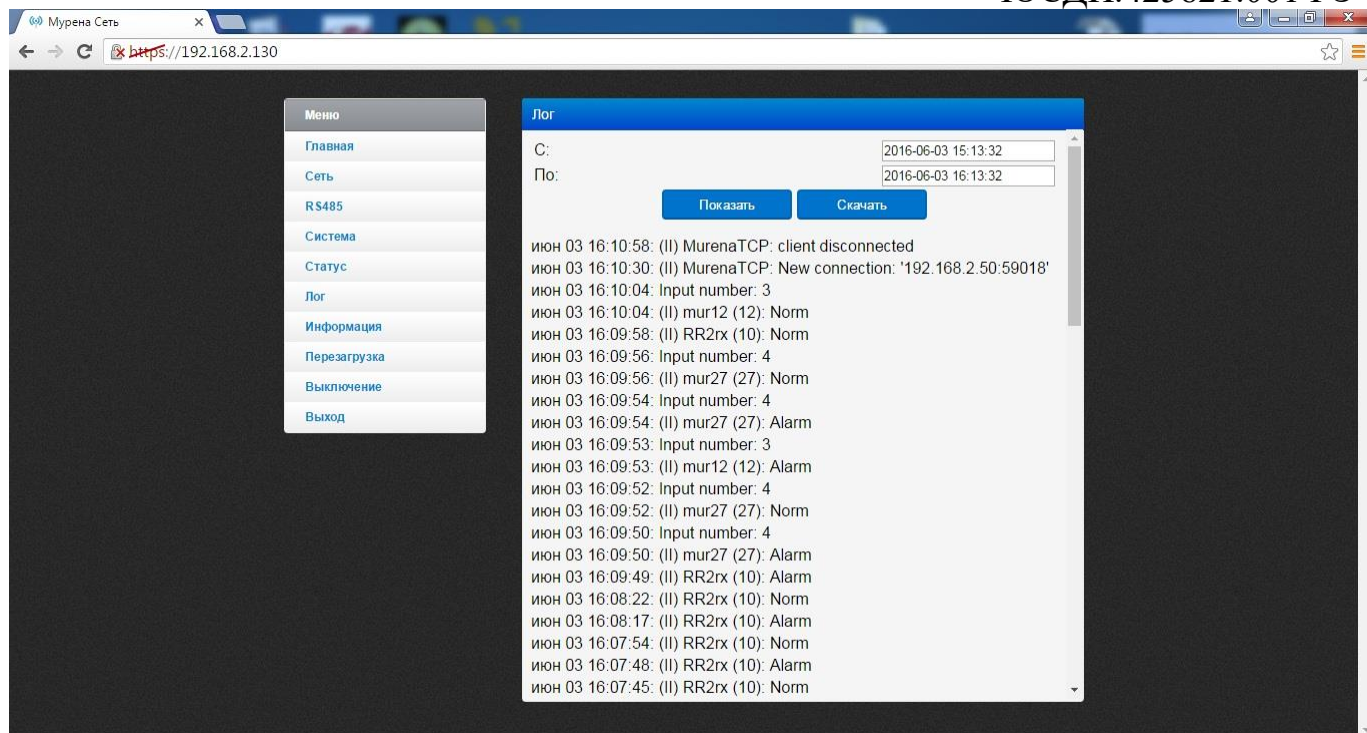 Мурена Сеть
https://192.168.2.130
Меню
Главная
Сеть
RS485
Система
Статус
Лог
Информация
Перезагрузка
Выключение
Выход
Лог
С: 2016-06-03 15:13:32
По: 2016-06-03 16:13:32
Показать Скачать
июн 03 16:10:58: (II) MurenaTCP: client disconnected
июн 03 16:10:30: (II) MurenaTCP: New connection: '192.168.2.50:59018'
июн 03 16:10:04: Input number: 3
июн 03 16:10:04: (II) mur12 (12): Norm
июн 03 16:09:58: (II) RR2rx (10): Norm
июн 03 16:09:56: Input number: 4
июн 03 16:09:56: (II) mur27 (27): Norm
июн 03 16:09:54: Input number: 4
июн 03 16:09:54: (II) mur27 (27): Alarm
июн 03 16:09:53: Input number: 3
июн 03 16:09:53: (II) mur12 (12): Alarm
июн 03 16:09:52: Input number: 4
июн 03 16:09:52: (II) mur27 (27): Norm
июн 03 16:09:50: Input number: 4
июн 03 16:09:50: (II) mur27 (27): Alarm
июн 03 16:09:49: (II) RR2rx (10): Alarm
июн 03 16:08:22: (II) RR2rx (10): Norm
июн 03 16:08:17: (II) RR2rx (10): Alarm
июн 03 16:07:54: (II) RR2rx (10): Norm
июн 03 16:07:48: (II) RR2rx (10): Alarm
июн 03 16:07:45: (II) RR2rx (10): Norm